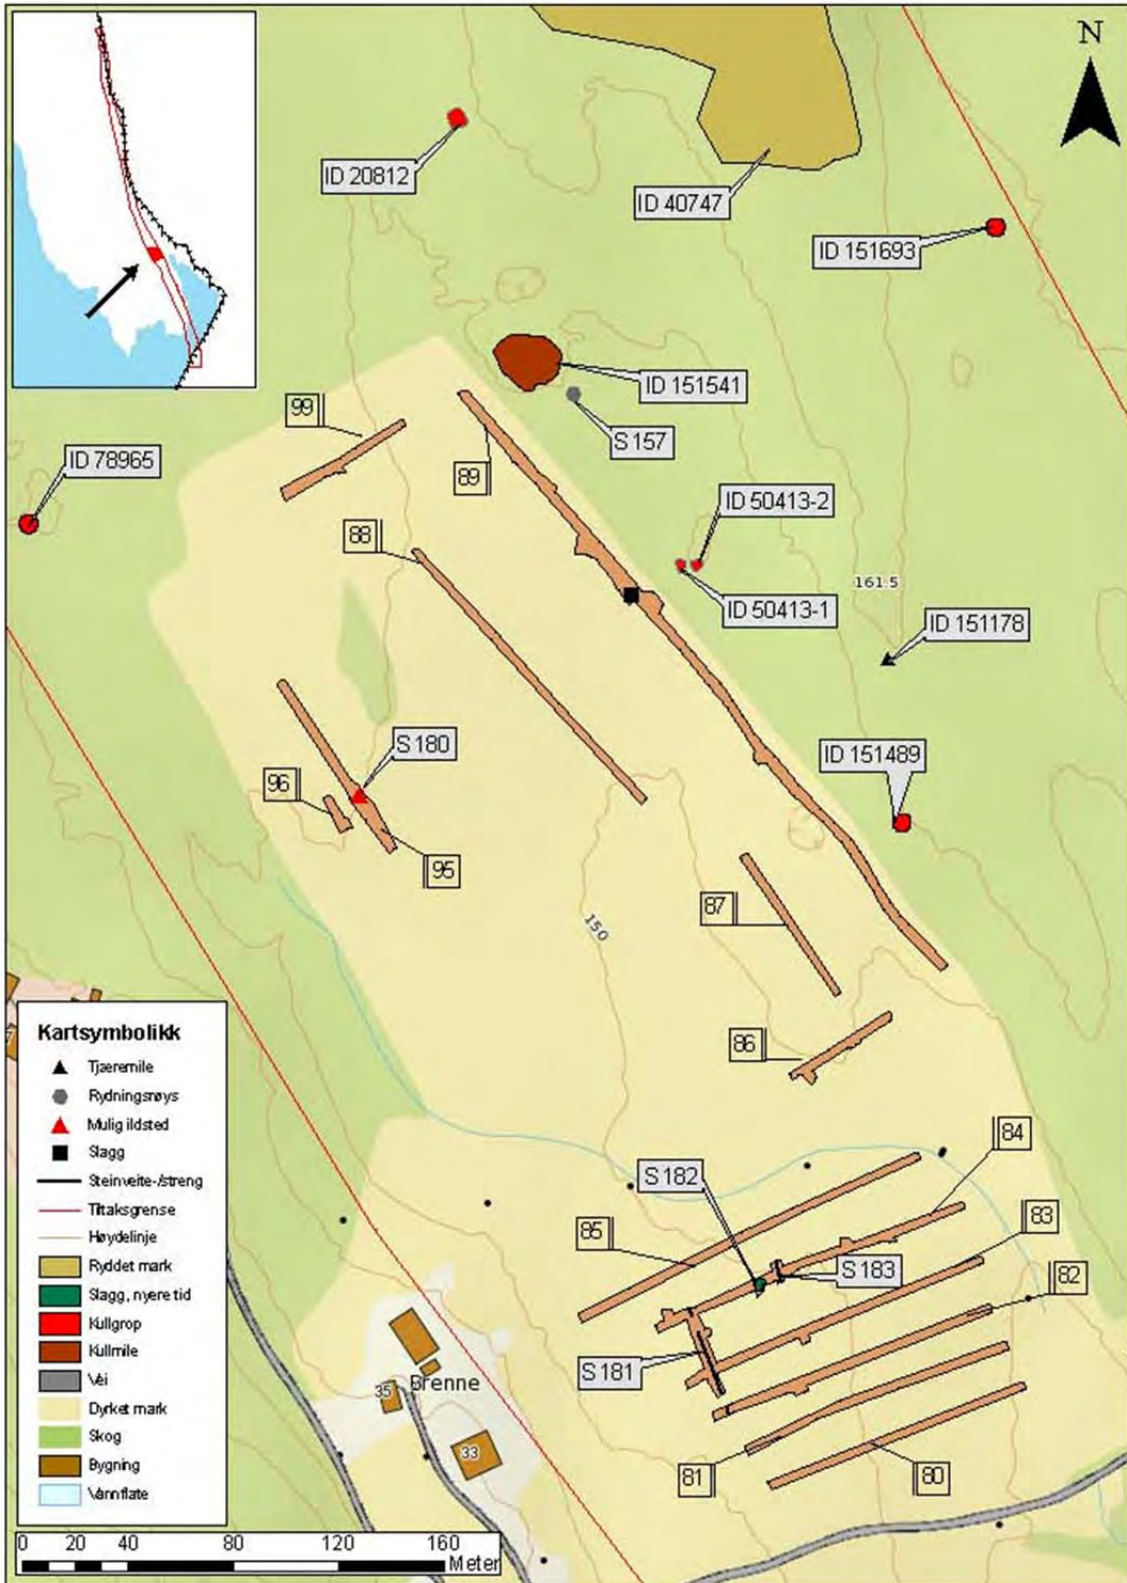 N
ID 20812
ID 40747
ID 151693
ID 151541
99
S 157
ID 78965
89
ID 50413-2
88
161.5
ID 50413-1
ID 151178
S 180
ID 151489
96
95
87
150
86
Kartsymbolikk
Tjæremile
Rydningsrøys
Mulig ildsted
Slagg
Steinveite-/streng
Tiltaksgrense
Høydelinje
Ryddet mark
Slagg, nyere tid
Kullgrop
Kullmile
Vei
Dyrket mark
Skog
Bygning
Vannflate
84
S 182
85
83
S 183
82
S 181
Brenne
35
33
81
80
0 20 40 80 120 160
Meter